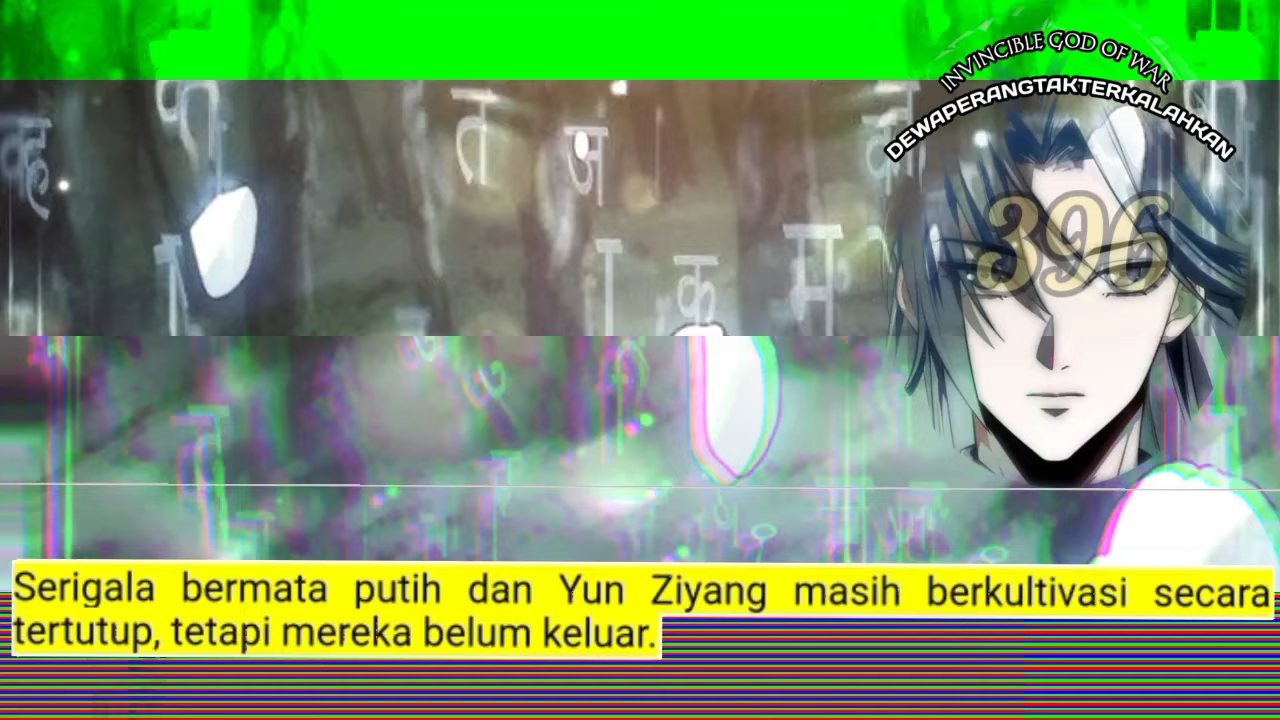 INVINCIBLE GOD OF WAR
DEWAPERANGTAKTERKALAHKAN
396
त
क
म
Serigala bermata putih dan Yun Ziyang masih berkultivasi secara
tertutup, tetapi mereka belum keluar.